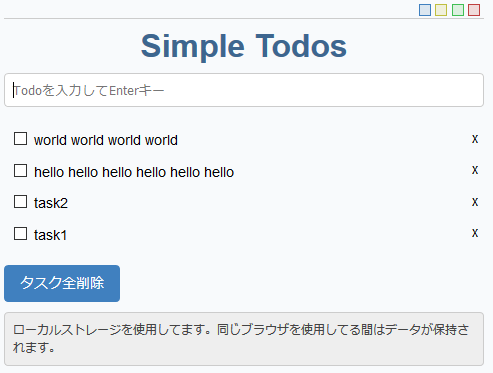 Simple Todos
Todoを入力してEnterキー
world world world world x
hello hello hello hello hello hello x
task2 x
task1 x
タスク全削除
ローカルストレージを使用してます。同じブラウザを使用してる間はデータが保持さ
れます。